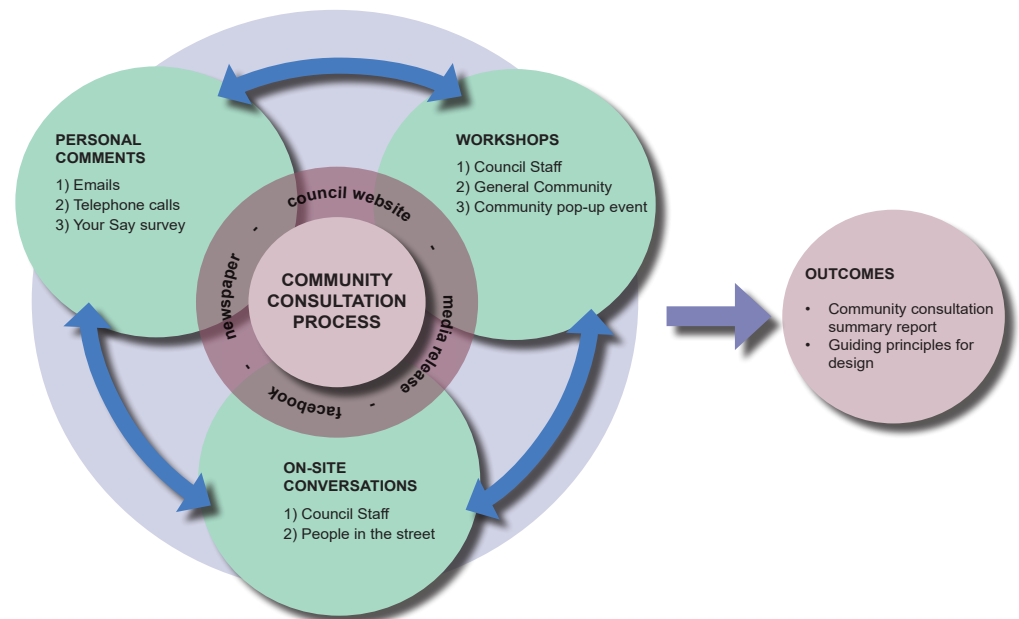 PERSONAL
COMMENTS
1) Emails
2) Telephone calls
3) Your Say survey
WORKSHOPS
1) Council Staff
2) General Community
3) Community pop-up event
newspaper - council website - media release - facebook -
COMMUNITY
CONSULTATION
PROCESS
ON-SITE
CONVERSATIONS
1) Council Staff
2) People in the street
OUTCOMES
• Community consultation
summary report
• Guiding principles for
design